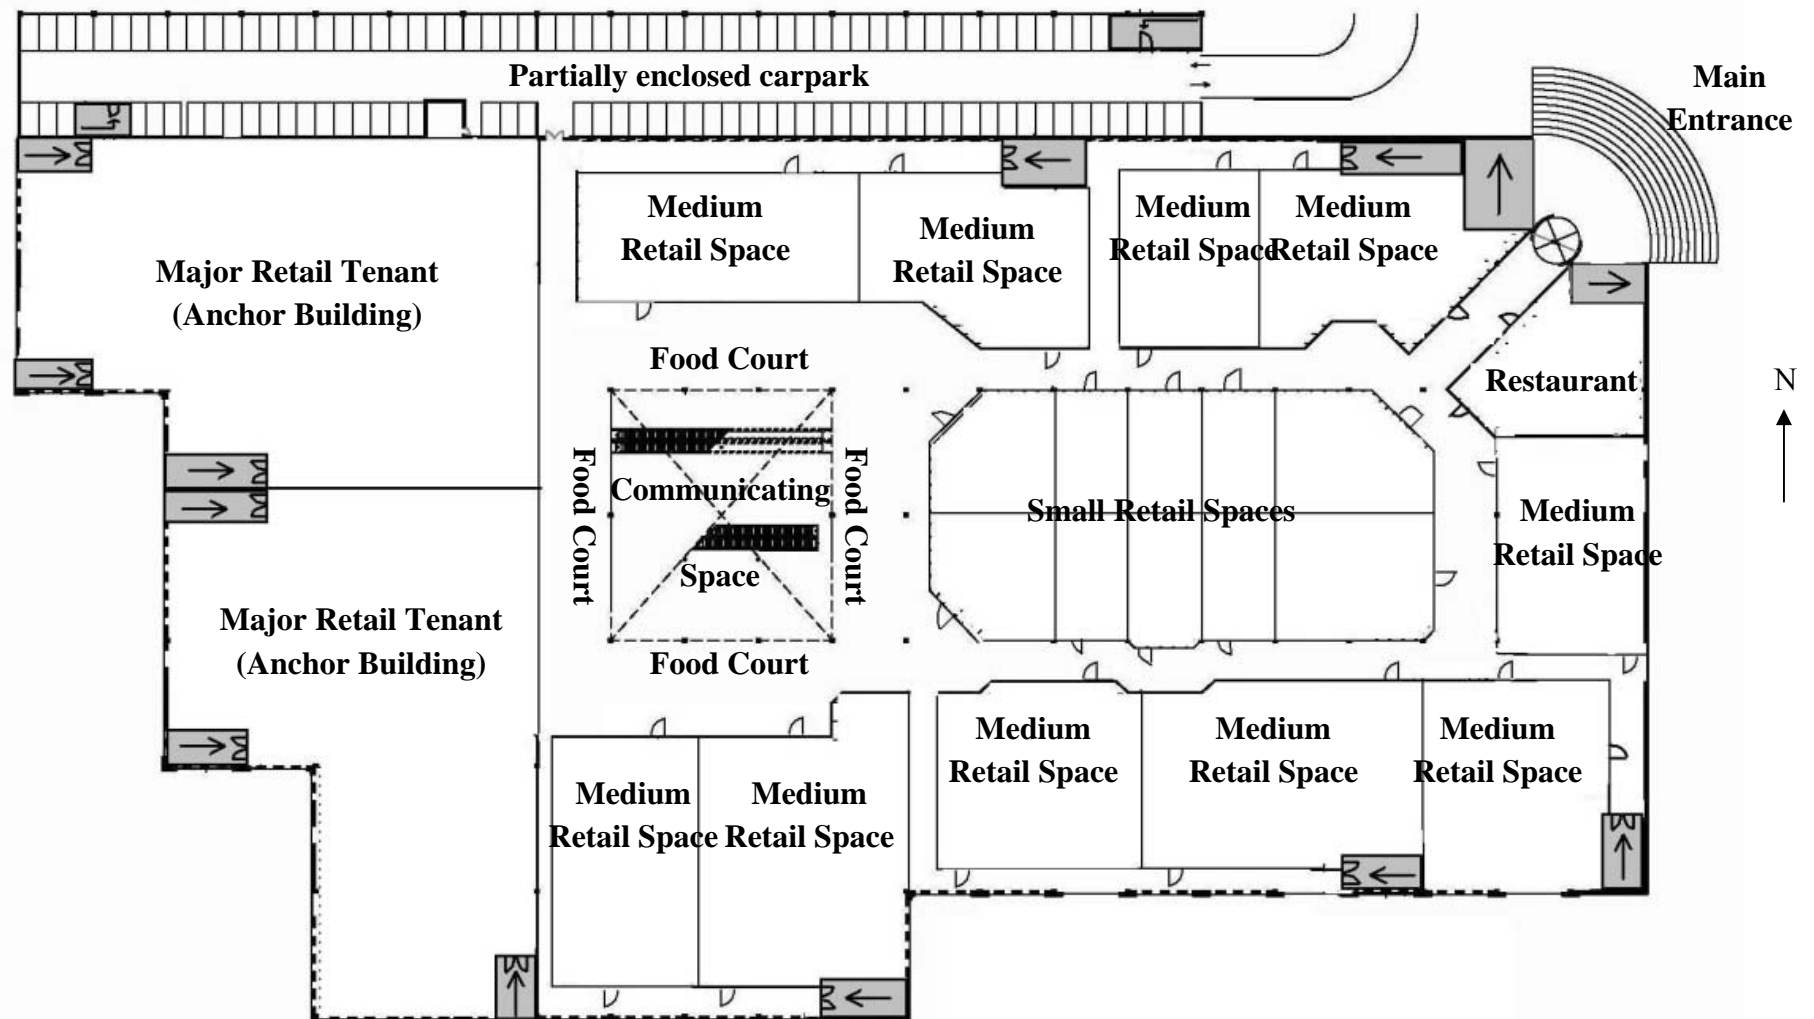 Partially enclosed carpark
Main
Entrance
Medium
Retail Space
Medium
Retail Space
Medium
Retail Space
Medium
Retail Space
Major Retail Tenant
(Anchor Building)
Food Court
Restaurant
N
Food Court
Communicating
Space
Food Court
Small Retail Spaces
Medium
Retail Space
Major Retail Tenant
(Anchor Building)
Food Court
Medium
Retail Space
Medium
Retail Space
Medium
Retail Space
Medium
Retail Space
Medium
Retail Space